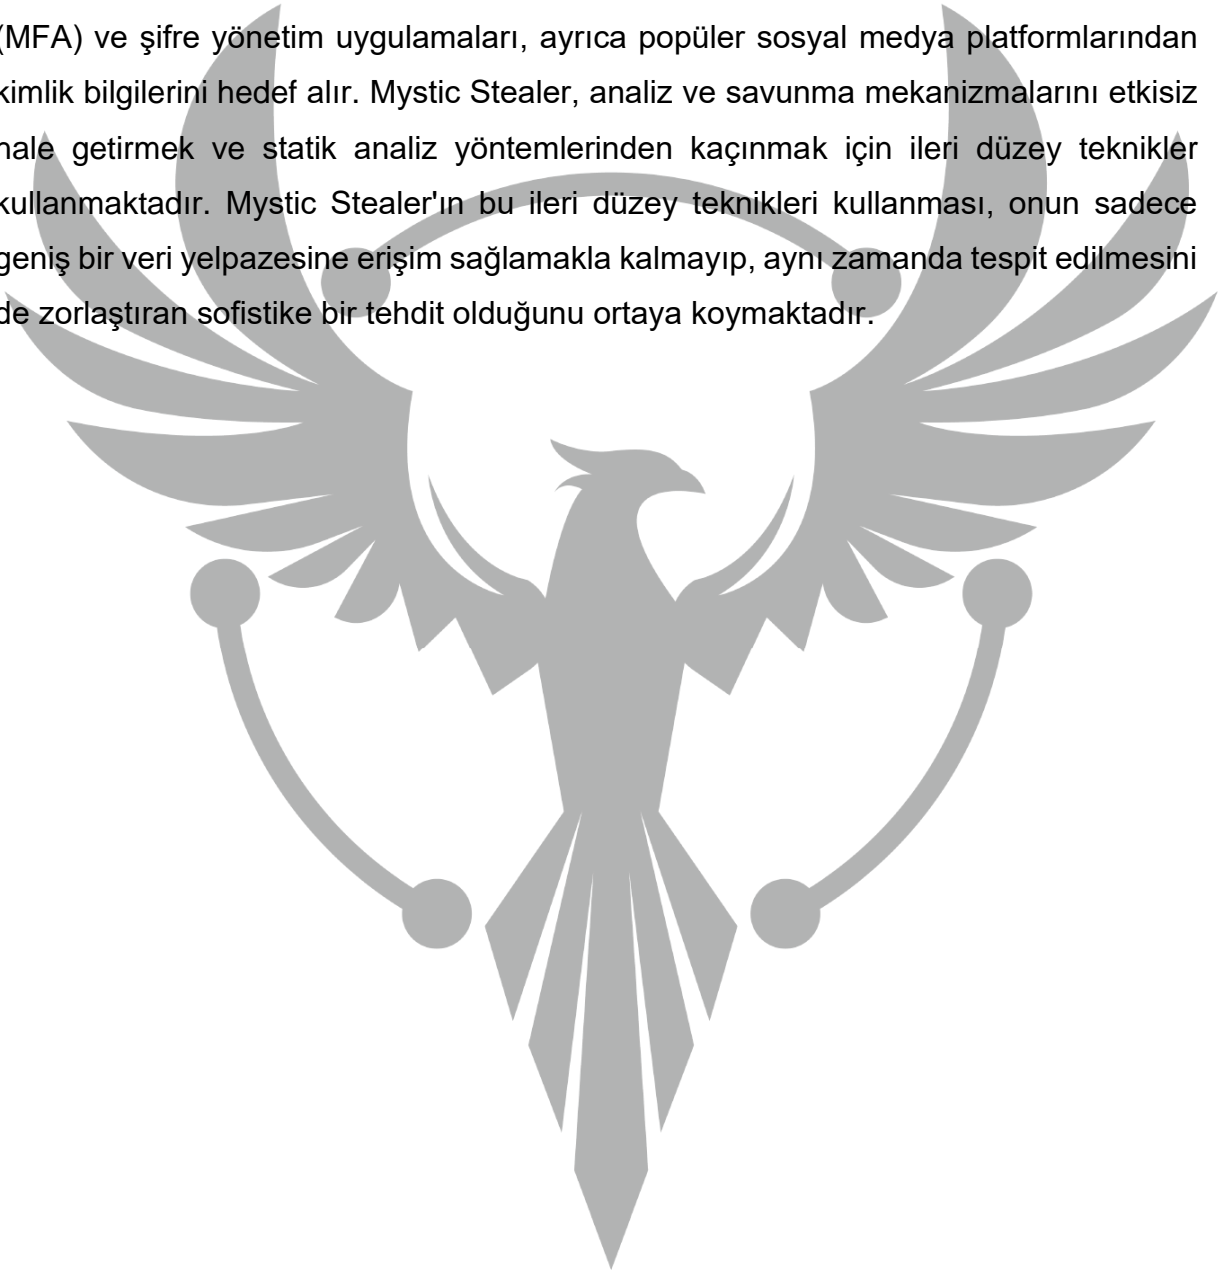 (MFA) ve şifre yönetim uygulamaları, ayrıca popüler sosyal medya platformlarından
kimlik bilgilerini hedef alır. Mystic Stealer, analiz ve savunma mekanizmalarını etkisiz
hale getirmek ve statik analiz yöntemlerinden kaçınmak için ileri düzey teknikler
kullanmaktadır. Mystic Stealer'ın bu ileri düzey teknikleri kullanması, onun sadece
geniş bir veri yelpazesine erişim sağlamakla kalmayıp, aynı zamanda tespit edilmesini
de zorlaştıran sofistike bir tehdit olduğunu ortaya koymaktadır.